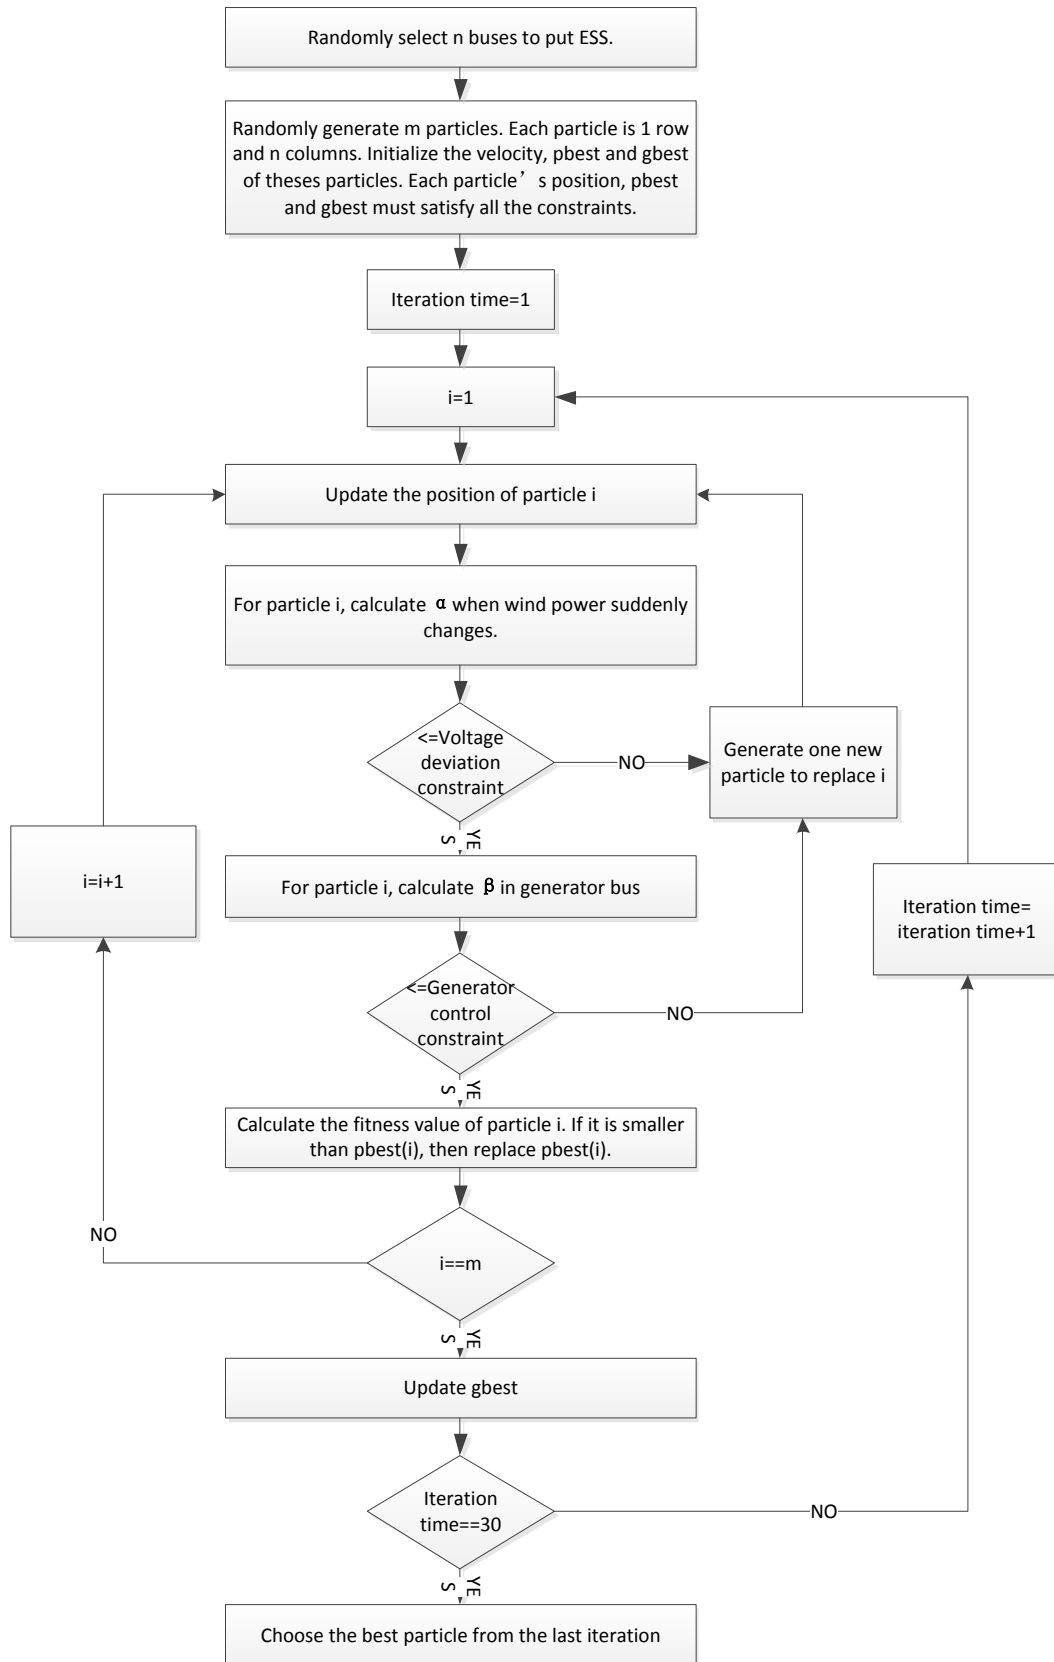 Randomly select n buses to put ESS.
Randomly generate m particles. Each particle is 1 row
and n columns. Initialize the velocity, pbest and gbest
of theses particles. Each particle’ s position, pbest
and gbest must satisfy all the constraints.
Iteration time=1
i=1
Update the position of particle i
For particle i, calculate α when wind power suddenly
changes.
<=Voltage
deviation
constraint
NO
Generate one new
particle to replace i
YE
S
i=i+1
For particle i, calculate β in generator bus
Iteration time=
iteration time+1
<=Generator
control
constraint
NO
YE
S
Calculate the fitness value of particle i. If it is smaller
than pbest(i), then replace pbest(i).
NO
i==m
YE
S
Update gbest
Iteration
time==30
NO
YE
S
Choose the best particle from the last iteration